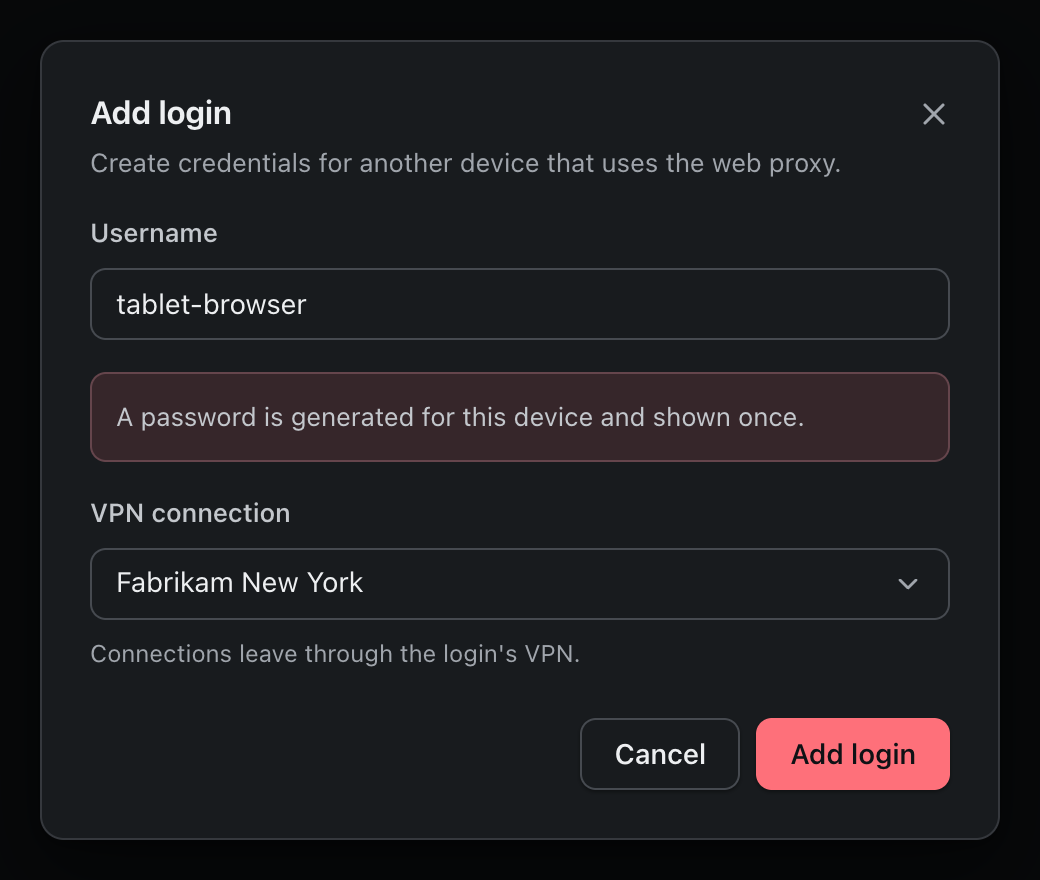 Add login
Create credentials for another device that uses the web proxy.
Username
tablet-browser
A password is generated for this device and shown once.
VPN connection
Fabrikam New York
Connections leave through the login's VPN.
Cancel
Add login